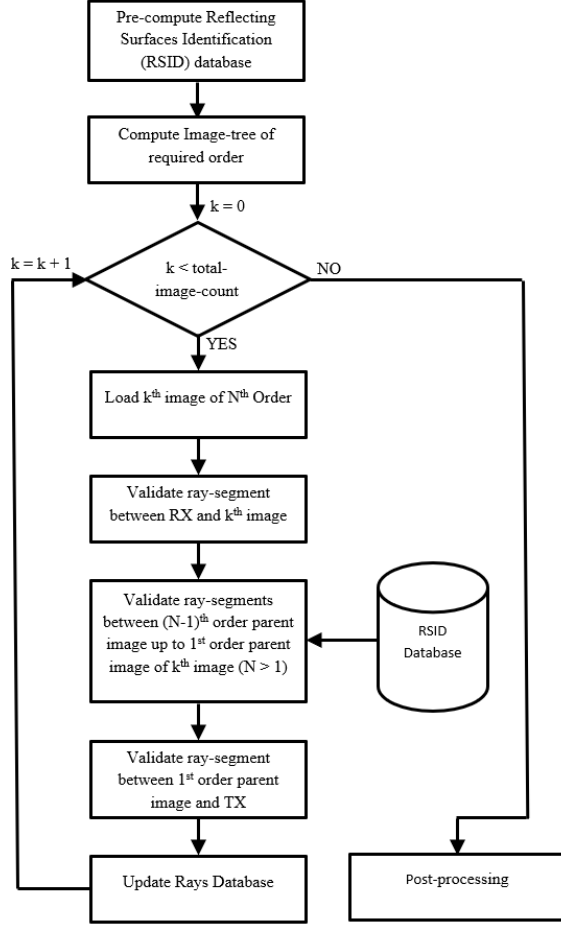 Pre-compute Reflecting
Surfaces Identification
(RSID) database
Compute Image-tree of
required order
k = 0
k = k + 1
k < total-
image-count
NO
YES
Load kth image of Nth Order
Validate ray-segment
between RX and kth image
Validate ray-segments
between (N-1)th order parent
image up to 1st order parent
image of kth image (N > 1)
RSID
Database
Validate ray-segment
between 1st order parent
image and TX
Update Rays Database
Post-processing